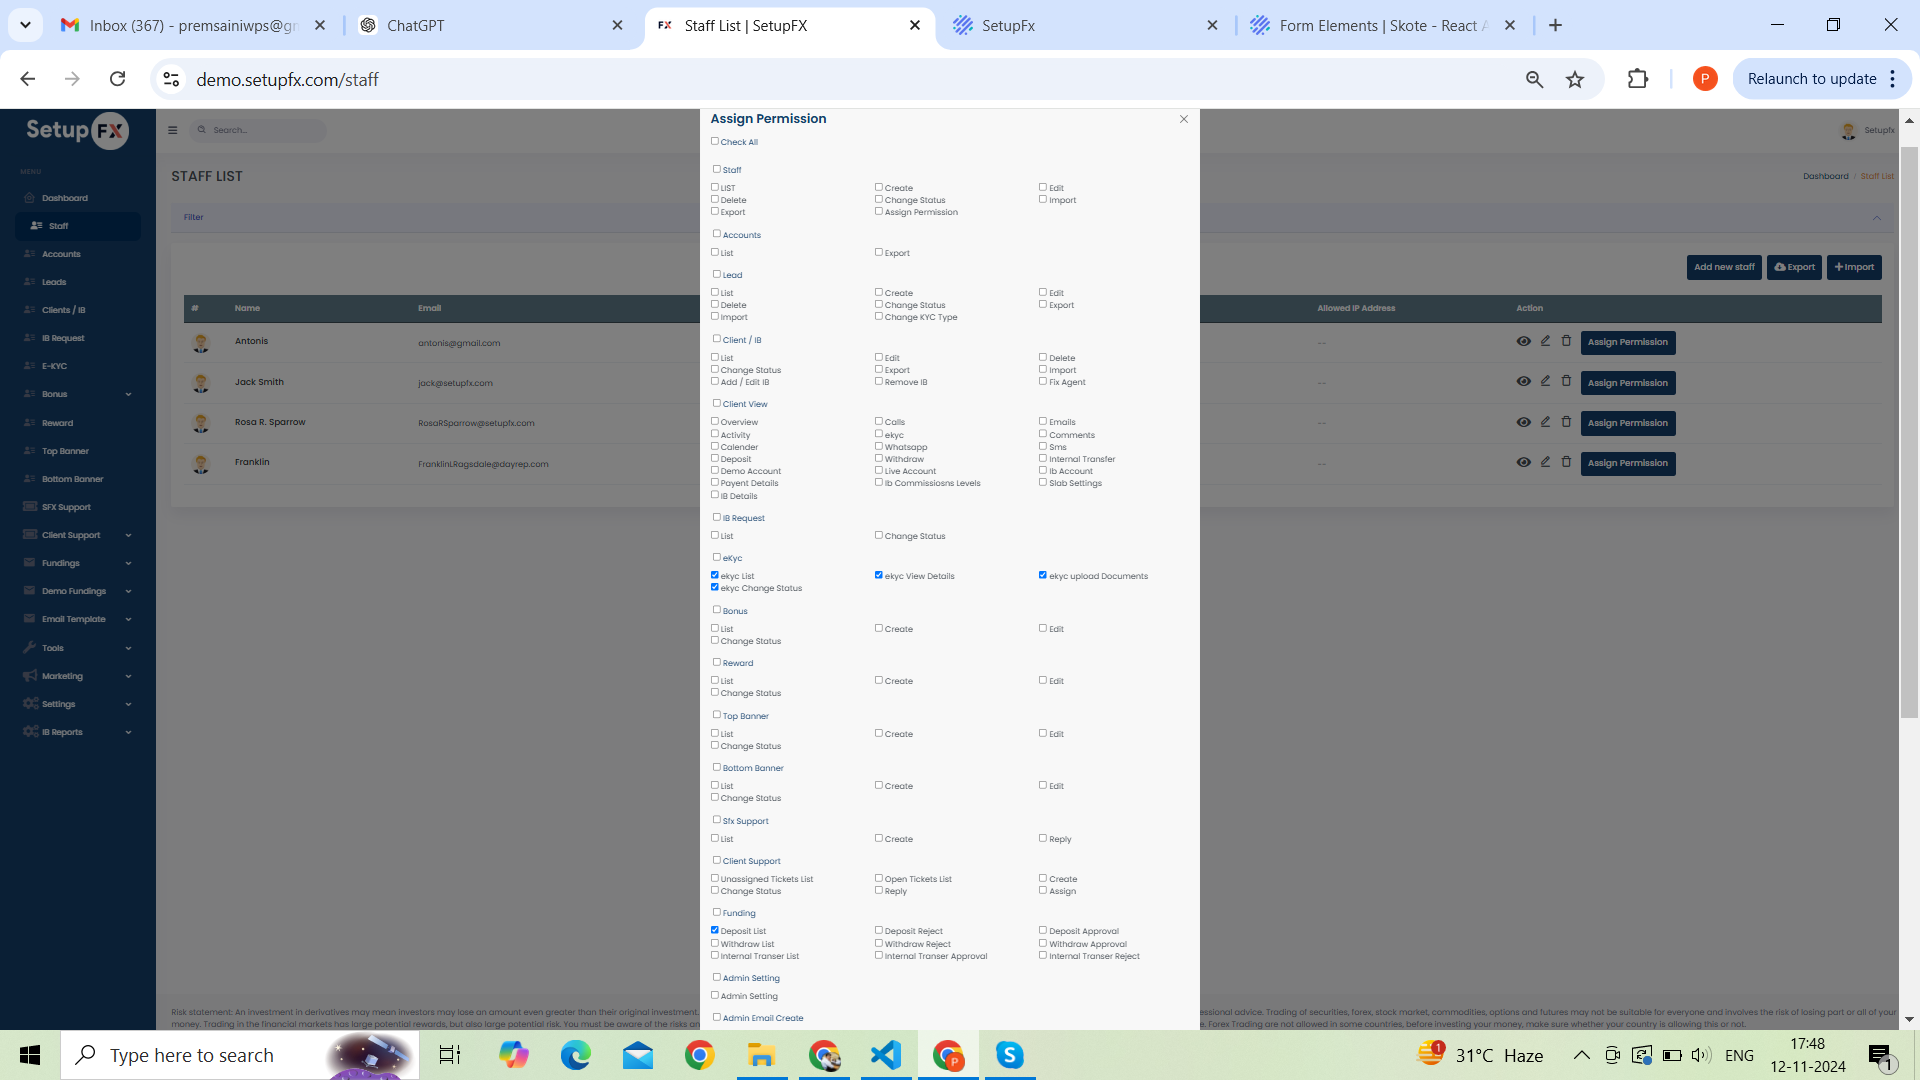 Inbox (367) - premsainiwps@gm
ChatGPT
FX Staff List | SetupFX
SetupFx
Form Elements | Skote - React A
demo.setupfx.com/staff
P
Relaunch to update
Setup FX
Search...
Setupfx
MENU
Dashboard
Staff
Accounts
Leads
Clients / IB
IB Request
E-KYC
Bonus
Reward
Top Banner
Bottom Banner
SFX Support
Client Support
Fundings
Demo Fundings
Email Template
Tools
Marketing
Settings
IB Reports
STAFF LIST
Dashboard / Staff List
Filter
Add new staff Export +Import
# Name Email Allowed IP Address Action
Antonis antonis@gmail.com -- Assign Permission
Jack Smith jack@setupfx.com -- Assign Permission
Rosa R. Sparrow RosaRSparrow@setupfx.com -- Assign Permission
Franklin FranklinLRagsdale@dayrep.com -- Assign Permission
Assign Permission
Check All
Staff
LIST Create Edit
Delete Change Status Import
Export Assign Permission
Accounts
List Export
Lead
List Create Edit
Delete Change Status Export
Import Change KYC Type
Client / IB
List Edit Delete
Change Status Export Import
Add / Edit IB Remove IB Fix Agent
Client View
Overview Calls Emails
Activity ekyc Comments
Calender Whatsapp Sms
Deposit Withdraw Internal Transfer
Demo Account Live Account Ib Account
Payent Details Ib Commissiosns Levels Slab Settings
IB Details
IB Request
List Change Status
eKyc
ekyc List ekyc View Details ekyc upload Documents
ekyc Change Status
Bonus
List Create Edit
Change Status
Reward
List Create Edit
Change Status
Top Banner
List Create Edit
Change Status
Bottom Banner
List Create Edit
Change Status
Sfx Support
List Create Reply
Client Support
Unassigned Tickets List Open Tickets List Create
Change Status Reply Assign
Funding
Deposit List Deposit Reject Deposit Approval
Withdraw List Withdraw Reject Withdraw Approval
Internal Transer List Internal Transer Approval Internal Transer Reject
Admin Setting
Admin Setting
Admin Email Create
Risk statement: An investment in derivatives may mean investors may lose an amount even greater than their original investment. ssional advice. Trading of securities, forex, stock market, commodities, options and futures may not be suitable for everyone and involves the risk of losing part or all of your
money. Trading in the financial markets has large potential rewards, but also large potential risk. You must be aware of the risks an . Forex Trading are not allowed in some countries, before investing your money, make sure whether your country is allowing this or not.
Type here to search
1
31°C Haze
ENG
17:48
12-11-2024
1